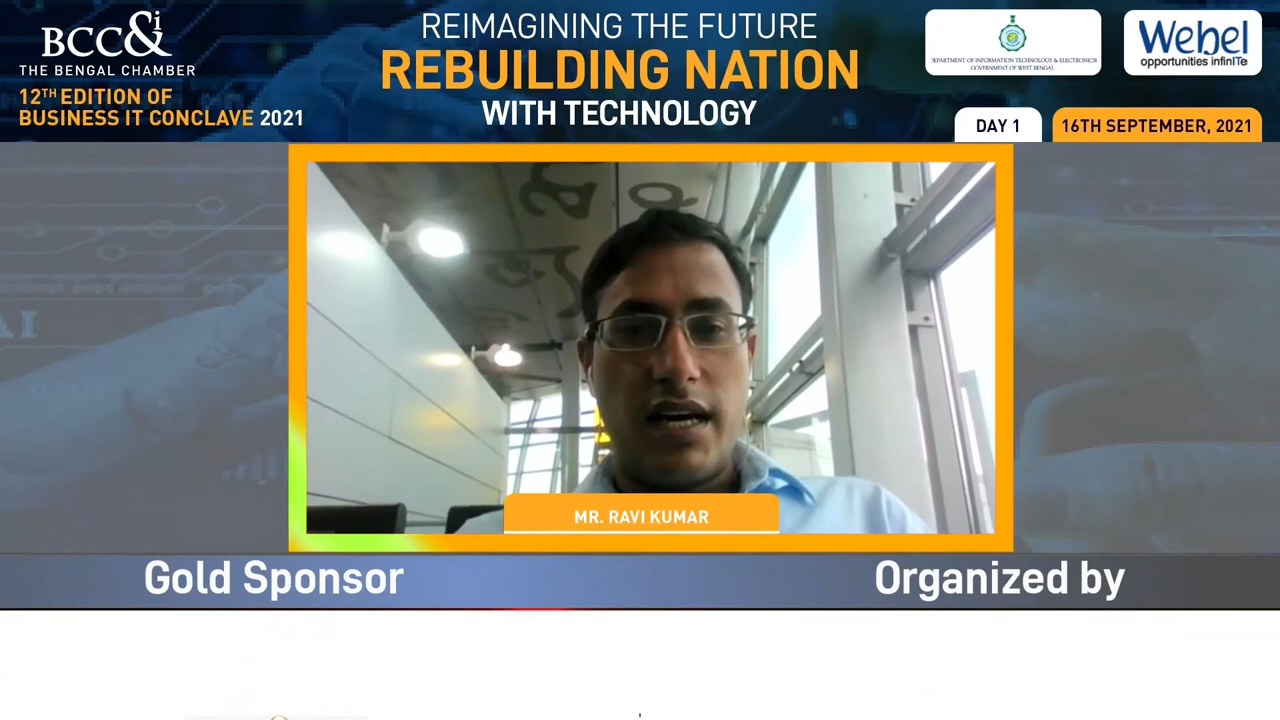 BCC&i
THE BENGAL CHAMBER
12TH EDITION OF
BUSINESS IT CONCLAVE 2021
REIMAGINING THE FUTURE
REBUILDING NATION
WITH TECHNOLOGY
DEPARTMENT OF INFORMATION TECHNOLOGY & ELECTRONICS
GOVERNMENT OF WEST BENGAL
Webel
opportunities infinITe
DAY 1
16TH SEPTEMBER, 2021
AI
MR. RAVI KUMAR
Gold Sponsor
Organized by